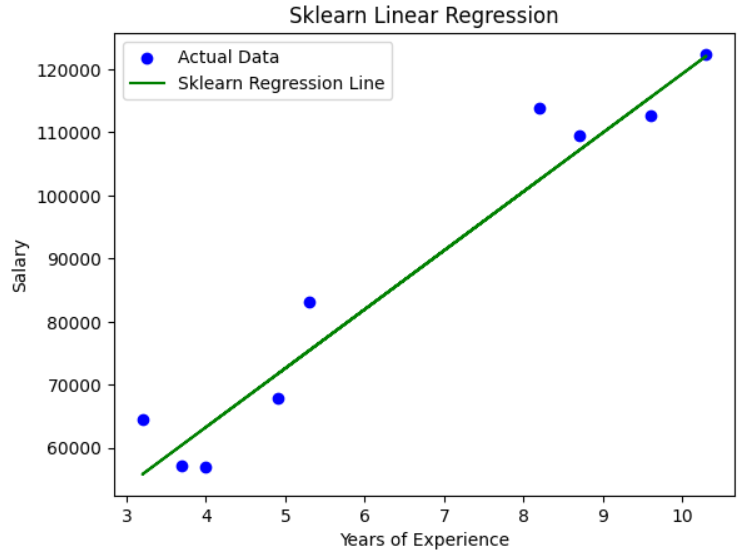 Sklearn Linear Regression
Actual Data
Sklearn Regression Line
120000
110000
100000
90000
80000
70000
60000
Salary
3 4 5 6 7 8 9 10
Years of Experience